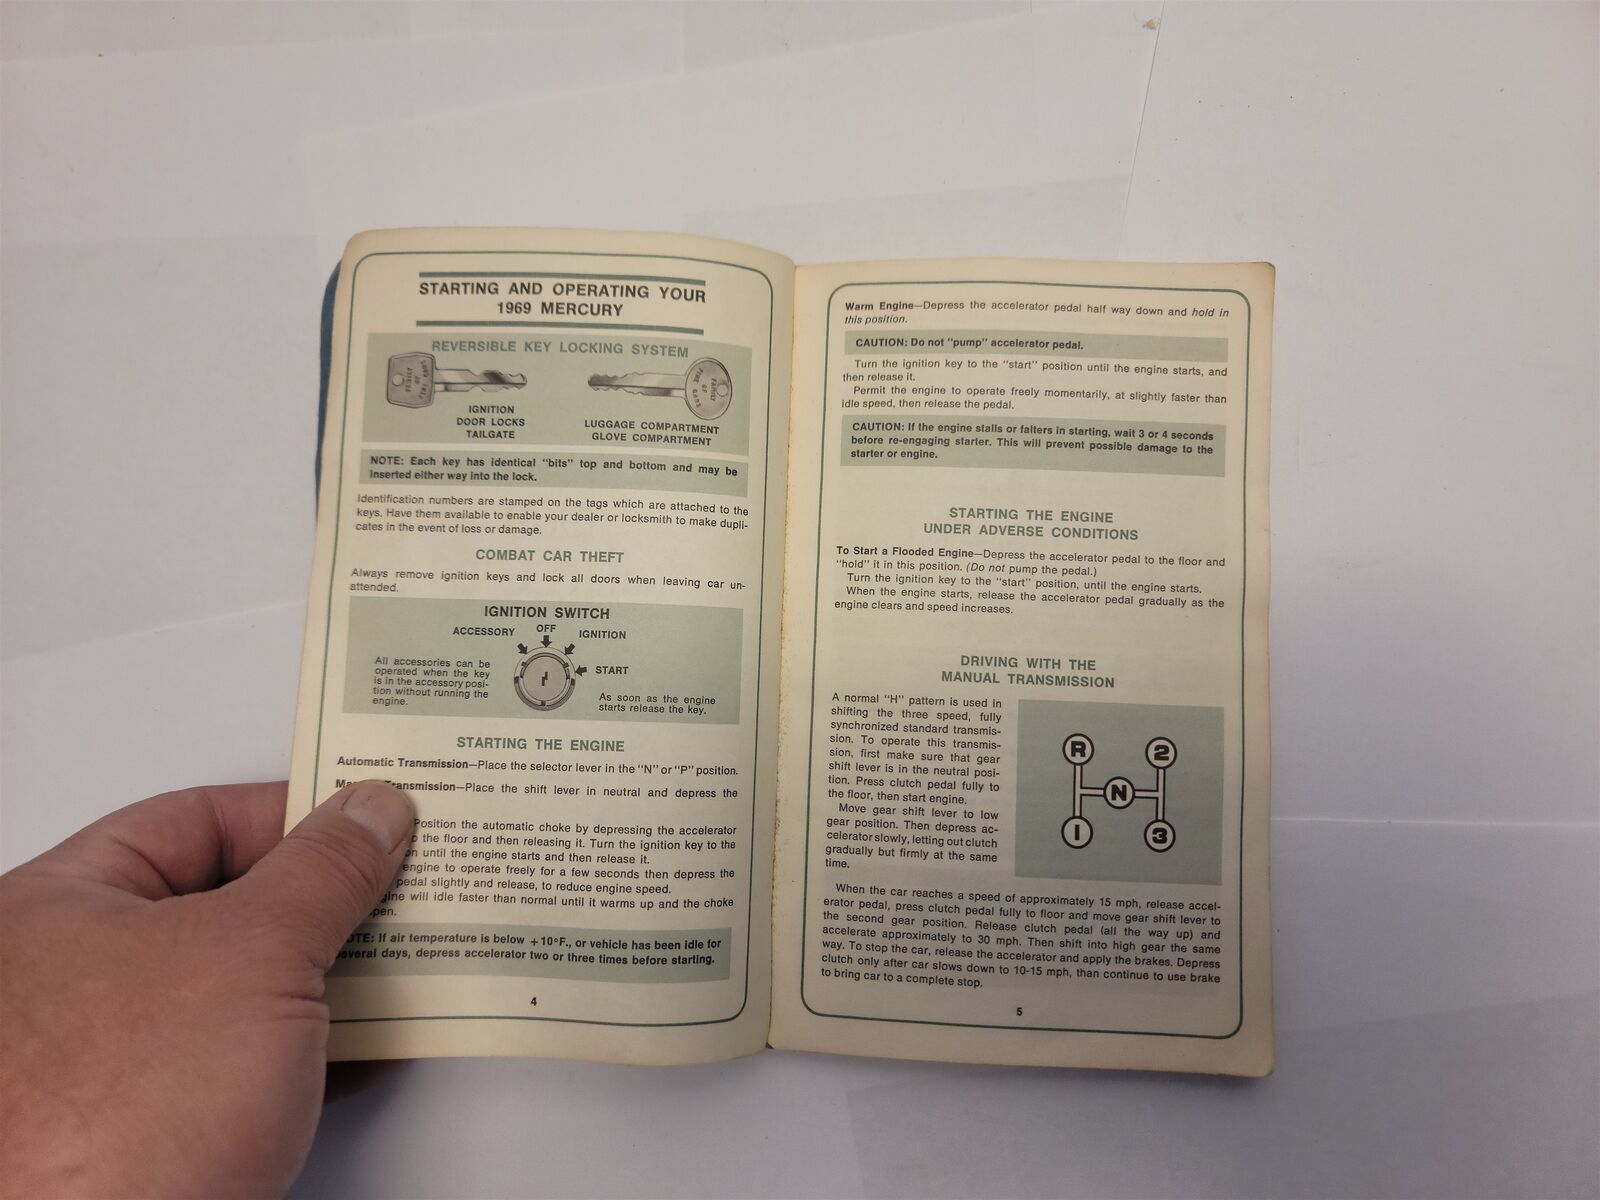 STARTING AND OPERATING YOUR
1969 MERCURY
REVERSIBLE KEY LOCKING SYSTEM
FAMILY
OF
FINE CARS
IGNITION
DOOR LOCKS
TAILGATE
LUGGAGE COMPARTMENT
GLOVE COMPARTMENT
NOTE: Each key has identical "bits" top and bottom and may be
inserted either way into the lock.
Identification numbers are stamped on the tags which are attached to the
keys. Have them available to enable your dealer or locksmith to make dupli-
cates in the event of loss or damage.
COMBAT CAR THEFT
Always remove ignition keys and lock all doors when leaving car un-
attended.
IGNITION SWITCH
ACCESSORY
OFF
IGNITION
START
All accessories can be
operated when the key
is in the accessory posi-
tion without running the
engine.
As soon as the engine
starts release the key.
STARTING THE ENGINE
Automatic Transmission—Place the selector lever in the "N" or "P" position.
Ma ansmission—Place the shift lever in neutral and depress the
Position the automatic choke by depressing the accelerator
the floor and then releasing it. Turn the ignition key to the
until the engine starts and then release it.
engine to operate freely for a few seconds then depress the
pedal slightly and release, to reduce engine speed.
will idle faster than normal until it warms up and the choke
NOTE: If air temperature is below +10°F., or vehicle has been idle for
several days, depress accelerator two or three times before starting.
4
Warm Engine—Depress the accelerator pedal half way down and hold in
this position.
CAUTION: Do not "pump" accelerator pedal.
Turn the ignition key to the "start" position until the engine starts, and
then release it.
Permit the engine to operate freely momentarily, at slightly faster than
idle speed, then release the pedal.
CAUTION: If the engine stalls or falters in starting, wait 3 or 4 seconds
before re-engaging starter. This will prevent possible damage to the
starter or engine.
STARTING THE ENGINE
UNDER ADVERSE CONDITIONS
To Start a Flooded Engine—Depress the accelerator pedal to the floor and
"hold" it in this position. (Do not pump the pedal.)
Turn the ignition key to the "start" position, until the engine starts.
When the engine starts, release the accelerator pedal gradually as the
engine clears and speed increases.
DRIVING WITH THE
MANUAL TRANSMISSION
A normal "H" pattern is used in
shifting the three speed, fully
synchronized standard transmis-
sion. To operate this transmis-
sion, first make sure that gear
shift lever is in the neutral posi-
tion. Press clutch pedal fully to
the floor, then start engine.
Move gear shift lever to low
gear position. Then depress ac-
celerator slowly, letting out clutch
gradually but firmly at the same
time.
R 2
N
1 3
When the car reaches a speed of approximately 15 mph, release accel-
erator pedal, press clutch pedal fully to floor and move gear shift lever to
the second gear position. Release clutch pedal (all the way up) and
accelerate approximately to 30 mph. Then shift into high gear the same
way. To stop the car, release the accelerator and apply the brakes. Depress
clutch only after car slows down to 10-15 mph, than continue to use brake
to bring car to a complete stop.
5